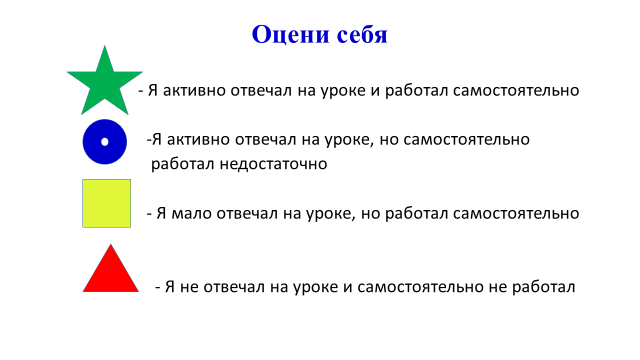 Оцени себя
- Я активно отвечал на уроке и работал самостоятельно
-Я активно отвечал на уроке, но самостоятельно
работал недостаточно
- Я мало отвечал на уроке, но работал самостоятельно
- Я не отвечал на уроке и самостоятельно не работал